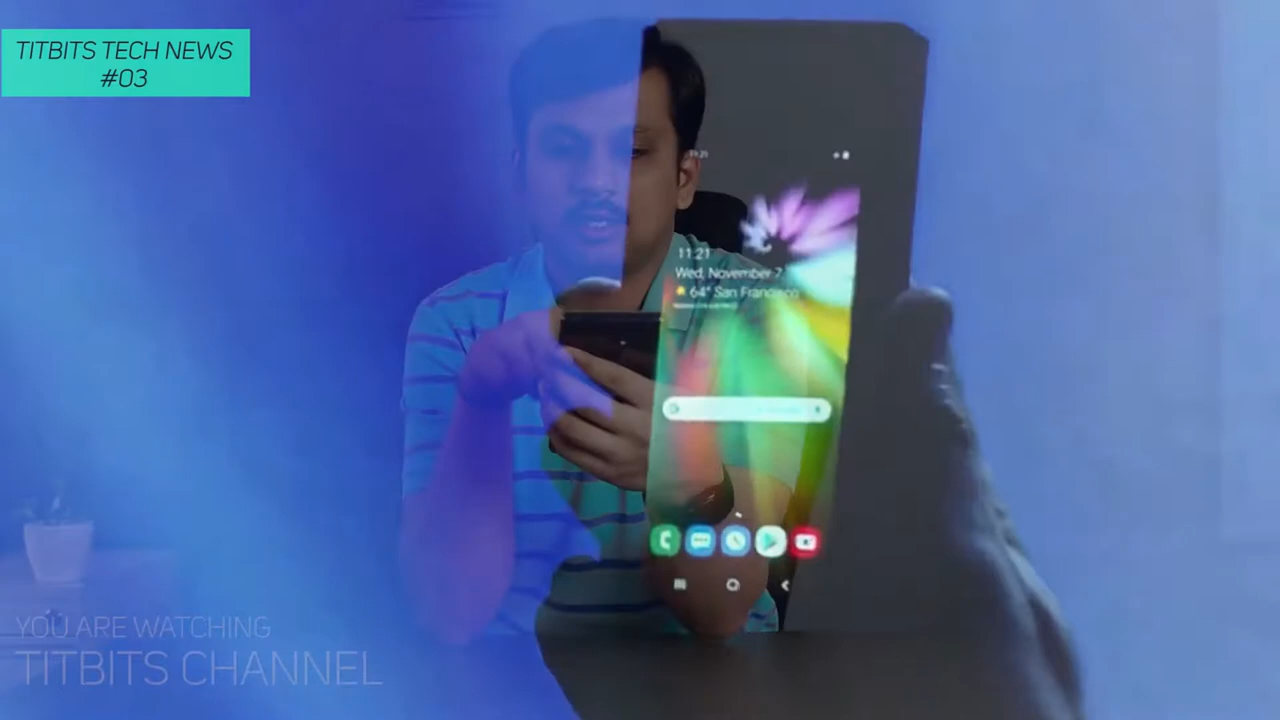 TITBITS TECH NEWS
#03
11:21
Wed, November 7
64° San Francisco
YOU ARE WATCHING
TITBITS CHANNEL